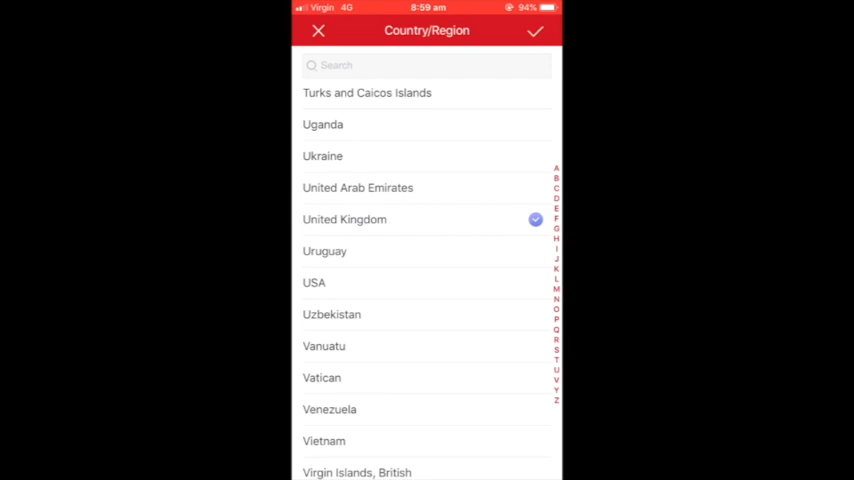 Virgin 4G 8:59 am 94%
Country/Region
Search
Turks and Caicos Islands
Uganda
Ukraine
United Arab Emirates
United Kingdom
Uruguay
USA
Uzbekistan
Vanuatu
Vatican
Venezuela
Vietnam
Virgin Islands, British
A
B
C
D
E
F
G
H
I
J
K
L
M
N
O
P
Q
R
S
T
U
V
Y
Z